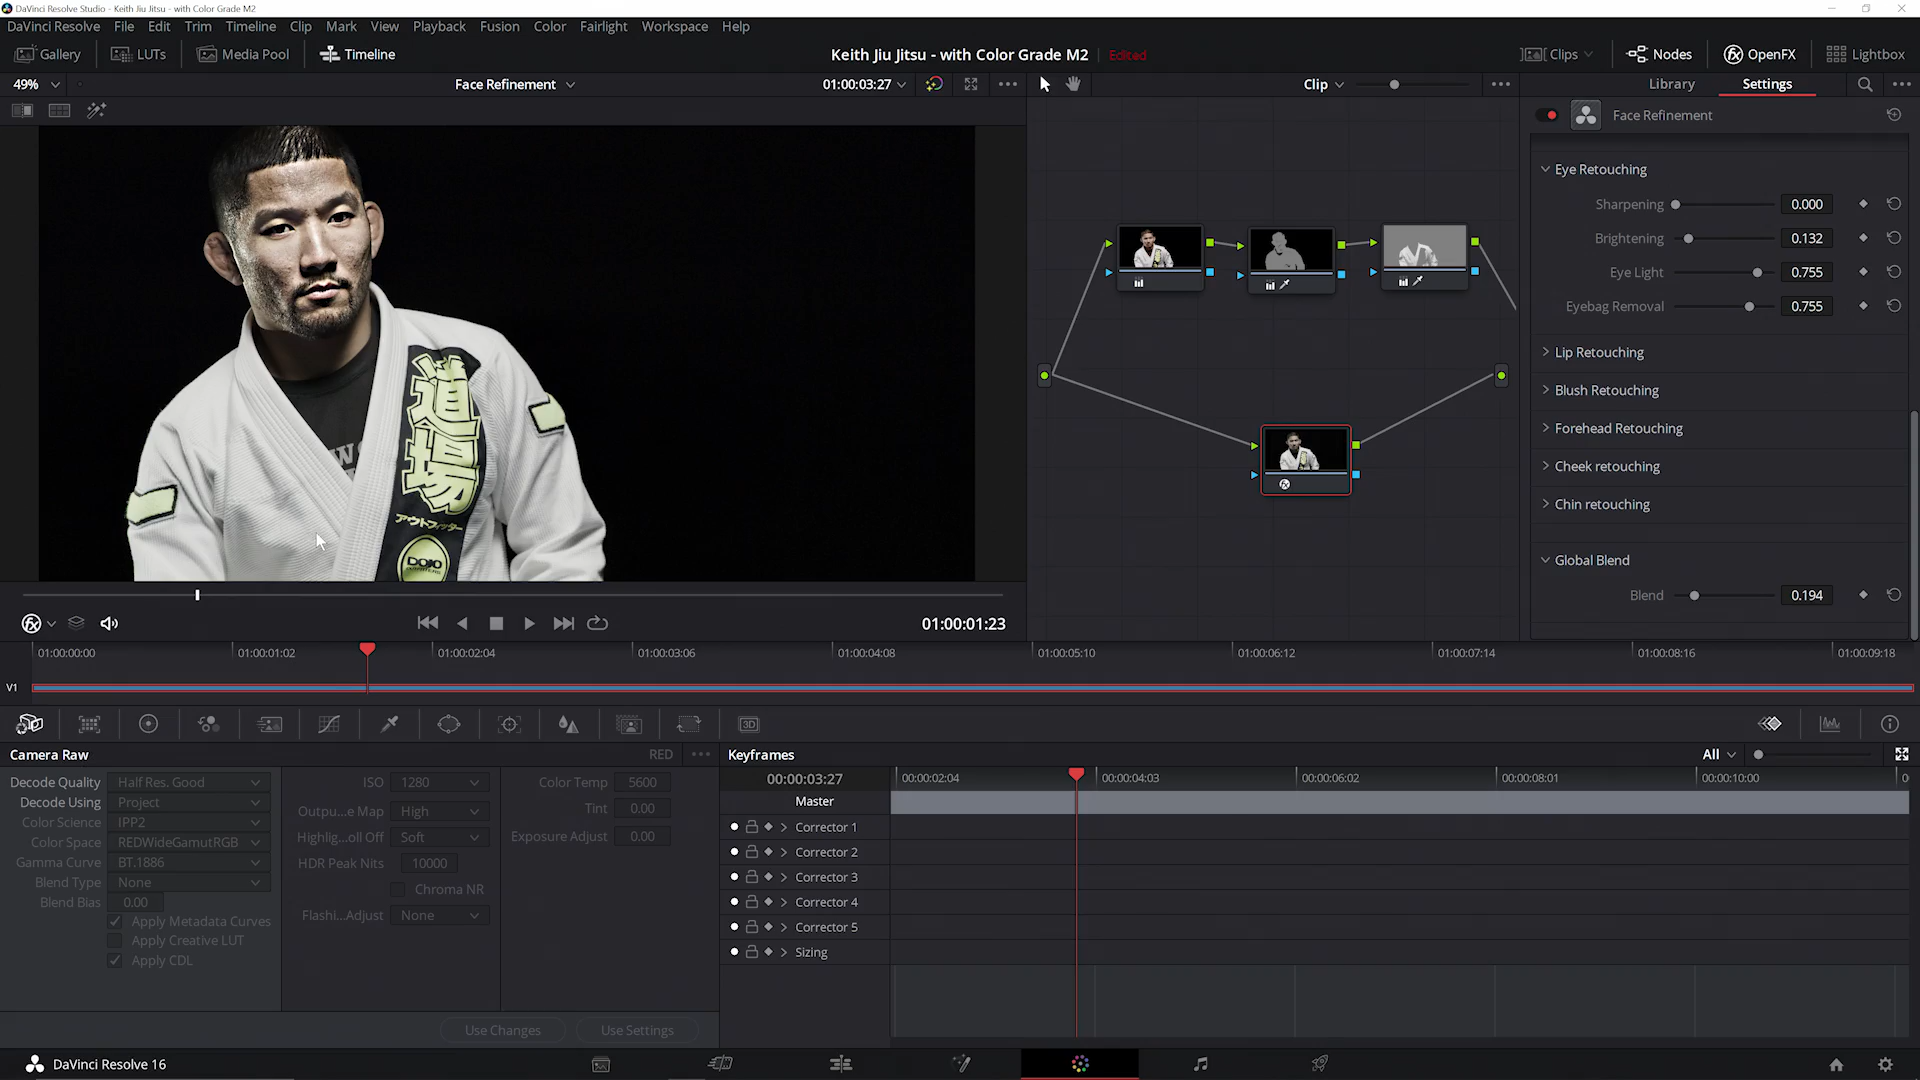 DaVinci Resolve Studio - Keith Jiu Jitsu - with Color Grade M2
DaVinci Resolve File Edit Trim Timeline Clip Mark View Playback Fusion Color Fairlight Workspace Help
Gallery LUTs Media Pool Timeline Keith Jiu Jitsu - with Color Grade M2 Edited Clips Nodes OpenFX Lightbox
49% Face Refinement 01:00:03:27 Clip Library Settings
Face Refinement
Eye Retouching
Sharpening 0.000
Brightening 0.132
Eye Light 0.755
Eyebag Removal 0.755
Lip Retouching
Blush Retouching
Forehead Retouching
Cheek retouching
Chin retouching
Global Blend
Blend 0.194
道場
アウトフィッター
DOJO
01:00:01:23
01:00:00:00 01:00:01:02 01:00:02:04 01:00:03:06 01:00:04:08 01:00:05:10 01:00:06:12 01:00:07:14 01:00:08:16 01:00:09:18
V1
3D
Camera Raw RED
Decode Quality Half Res. Good
Decode Using Project
Color Science IPP2
Color Space REDWideGamutRGB
Gamma Curve BT.1886
Blend Type None
Blend Bias 0.00
Apply Metadata Curves
Apply Creative LUT
Apply CDL
ISO 1280
Outpu...e Map High
Highlig...oll Off Soft
HDR Peak Nits 10000
Chroma NR
Flashi...Adjust None
Color Temp 5600
Tint 0.00
Exposure Adjust 0.00
Use Changes Use Settings
Keyframes All
00:00:03:27 00:00:02:04 00:00:04:03 00:00:06:02 00:00:08:01 00:00:10:00
Master
Corrector 1
Corrector 2
Corrector 3
Corrector 4
Corrector 5
Sizing
DaVinci Resolve 16